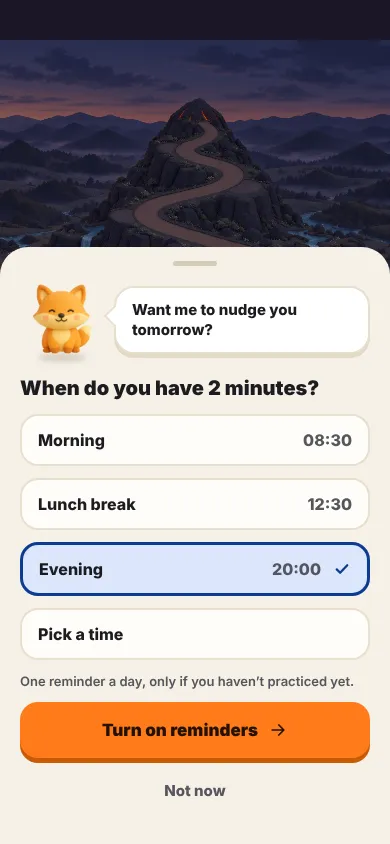 Want me to nudge you
tomorrow?
When do you have 2 minutes?
Morning 08:30
Lunch break 12:30
Evening 20:00
Pick a time
One reminder a day, only if you haven’t practiced yet.
Turn on reminders →
Not now